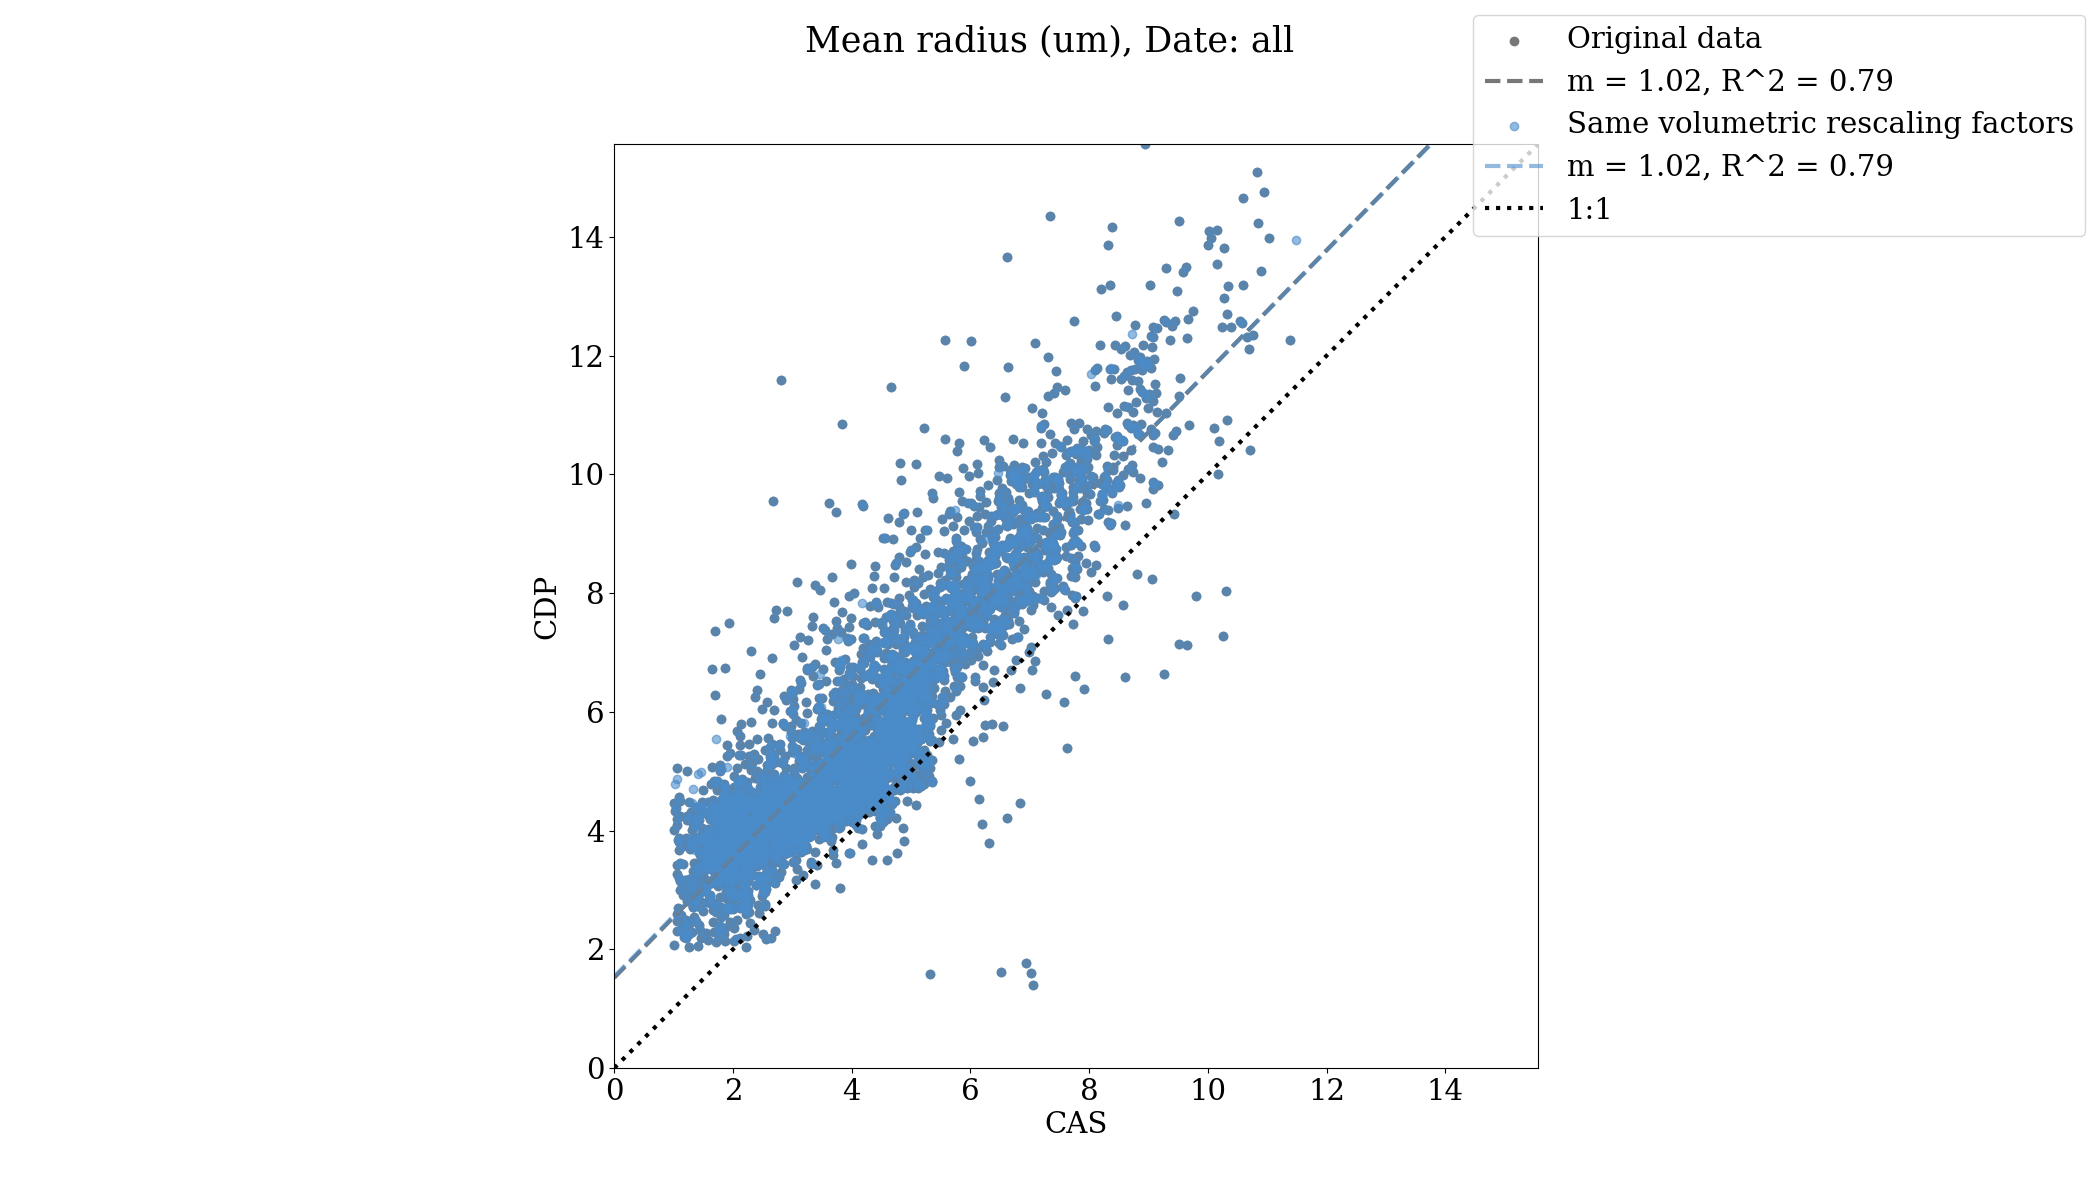 Mean radius (um), Date: all
Original data
m = 1.02, R^2 = 0.79
Same volumetric rescaling factors
m = 1.02, R^2 = 0.79
1:1
14
12
10
8
6
4
2
0
CDP
0 2 4 6 8 10 12 14
CAS